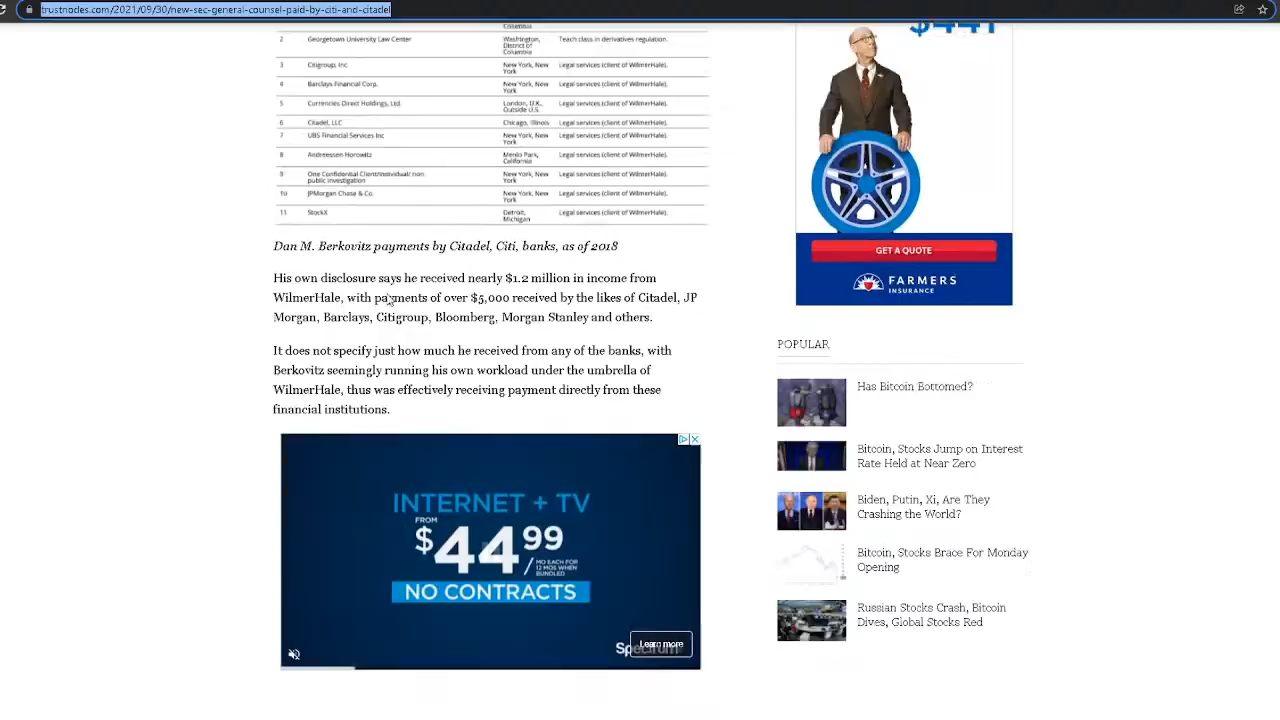 trustnodes.com/2021/09/30/new-sec-general-counsel-paid-by-citi-and-citadel
Columbia
2 Georgetown University Law Center Washington, District of Columbia Teach class in derivatives regulation.
3 Citigroup, Inc New York, New York Legal services (client of WilmerHale).
4 Barclays Financial Corp. New York, New York Legal services (client of WilmerHale).
5 Currencies Direct Holdings, Ltd. London, U.K., Outside U.S. Legal services (client of WilmerHale).
6 Citadel, LLC Chicago, Illinois Legal services (client of WilmerHale).
7 UBS Financial Services Inc New York, New York Legal services (client of WilmerHale).
8 Andreessen Horowitz Menlo Park, California Legal services (client of WilmerHale).
9 One Confidential Client/individual/ non public investigation New York, New York Legal services (client of WilmerHale).
10 JPMorgan Chase & Co. New York, New York Legal services (client of WilmerHale).
11 StockX Detroit, Michigan Legal services (client of WilmerHale).
Dan M. Berkovitz payments by Citadel, Citi, banks, as of 2018
His own disclosure says he received nearly $1.2 million in income from
WilmerHale, with payments of over $5,000 received by the likes of Citadel, JP
Morgan, Barclays, Citigroup, Bloomberg, Morgan Stanley and others.
It does not specify just how much he received from any of the banks, with
Berkovitz seemingly running his own workload under the umbrella of
WilmerHale, thus was effectively receiving payment directly from these
financial institutions.
INTERNET + TV
FROM
$44.99
/MO EACH FOR
12 MOS WHEN
BUNDLED
NO CONTRACTS
Spectrum
Learn more
$441
GET A QUOTE
FARMERS
INSURANCE
POPULAR
Has Bitcoin Bottomed?
Bitcoin, Stocks Jump on Interest
Rate Held at Near Zero
Biden, Putin, Xi, Are They
Crashing the World?
Bitcoin, Stocks Brace For Monday
Opening
Russian Stocks Crash, Bitcoin
Dives, Global Stocks Red